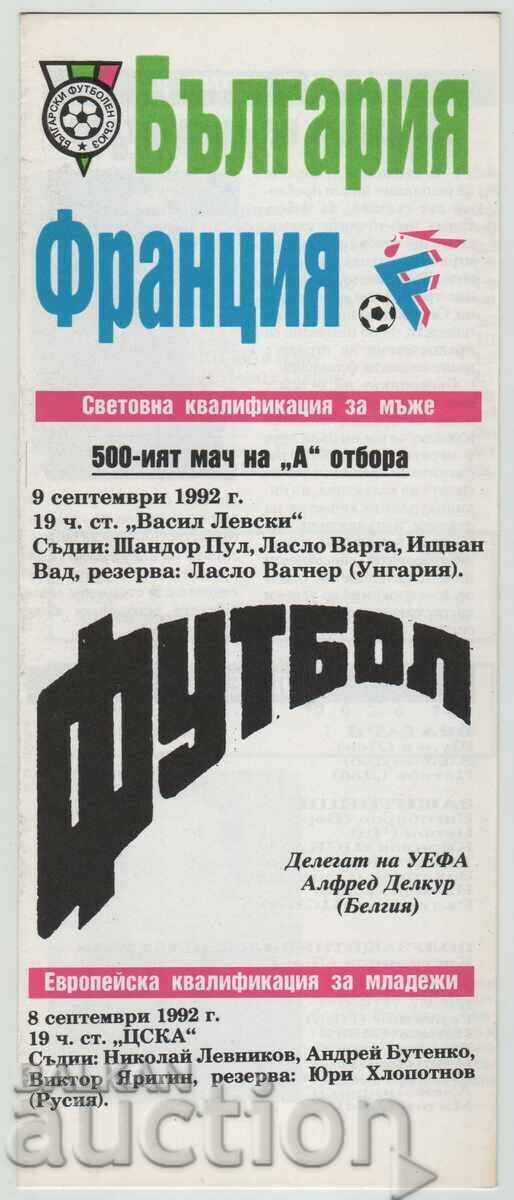 БЪЛГАРСКИ ФУТБОЛЕН СЪЮЗ
България
Франция
Световна квалификация за мъже
500-ият мач на „А“ отбора
9 септември 1992 г.
19 ч. ст. „Васил Левски“
Съдии: Шандор Пул, Ласло Варга, Ищван
Вад, резерва: Ласло Вагнер (Унгария).
ФУТБОЛ
Делегат на УЕФА
Алфред Делкур
(Белгия)
Европейска квалификация за младежи
8 септември 1992 г.
19 ч. ст. „ЦСКА“
Съдии: Николай Левников, Андрей Бутенко,
Виктор Яригин, резерва: Юри Хлопотнов
(Русия).
BALKAN
auction